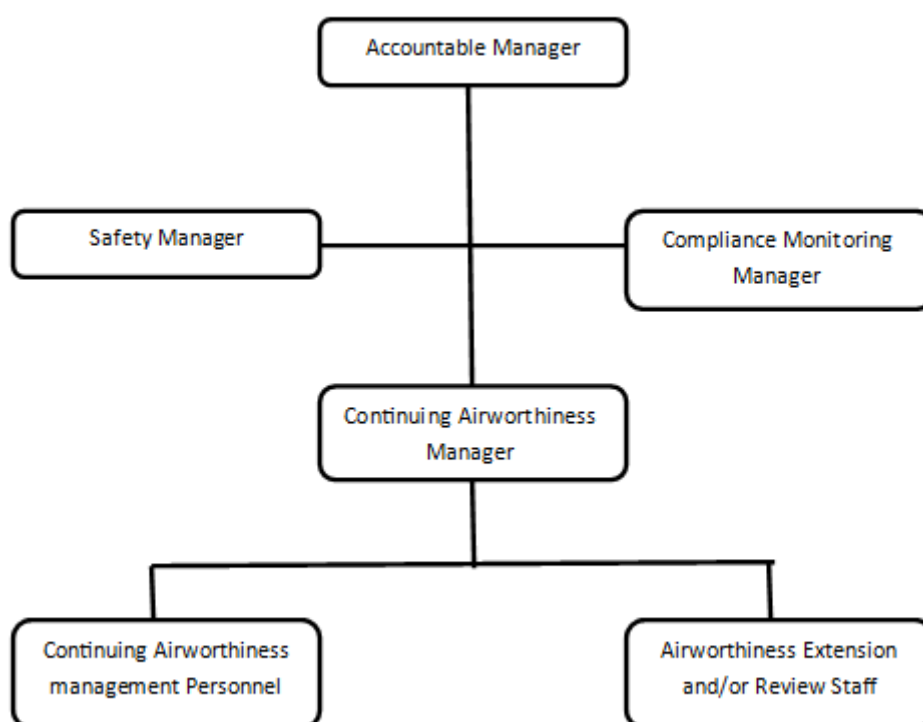 Accountable Manager
Safety Manager
Compliance Monitoring
Manager
Continuing Airworthiness
Manager
Continuing Airworthiness
management Personnel
Airworthiness Extension
and/or Review Staff